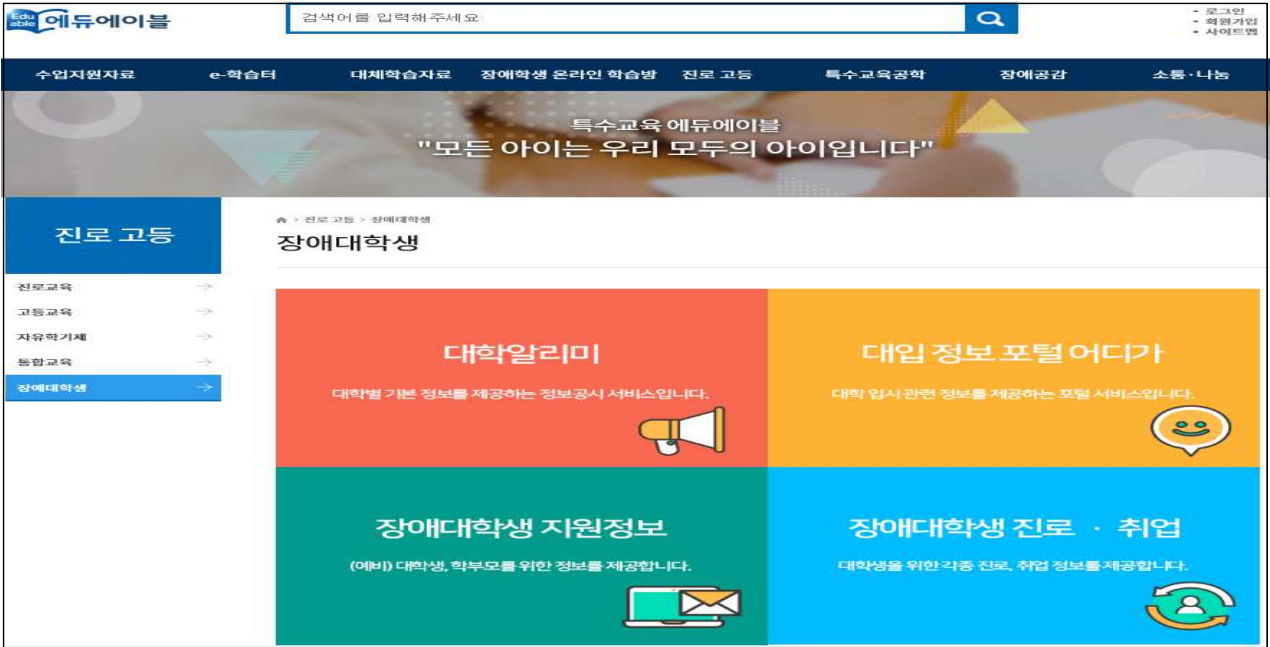 Edu able 에듀에이블
검색어를 입력해주세요
- 로그인
- 회원가입
- 사이트맵
수업지원자료 e-학습터 대체학습자료 장애학생 온라인 학습방 진로 고등 특수교육공학 장애공감 소통·나눔
특수교육 에듀에이블
"모든 아이는 우리 모두의 아이입니다"
진로 고등
> 진로 고등 > 장애대학생
장애대학생
진로교육
고등교육
자유학기제
통합교육
장애대학생
대학알리미
대학별 기본 정보를 제공하는 정보공시 서비스입니다.
대입 정보 포털 어디가
대학 입시 관련 정보를 제공하는 포털 서비스입니다.
장애대학생 지원정보
(예비) 대학생, 학부모를 위한 정보를 제공합니다.
장애대학생 진로 · 취업
대학생을 위한 각종 진로, 취업 정보를 제공합니다.